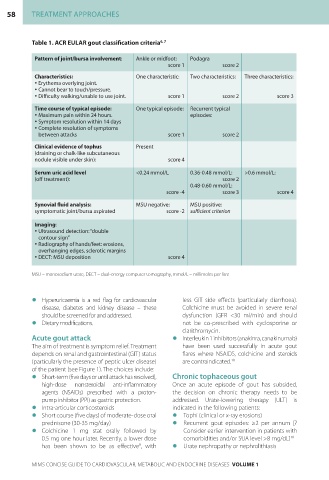 58 TREATMENT APPROACHES
Table 1. ACR EULAR gout classification criteria⁶·⁷
Pattern of joint/bursa involvement: Ankle or midfoot: Podagra
score 1 score 2
Characteristics: One characteristic: Two characteristics: Three characteristics:
• Erythema overlying joint.
• Cannot bear to touch/pressure.
• Difficulty walking/unable to use joint. score 1 score 2 score 3
Time course of typical episode: One typical episode: Recurrent typical
• Maximum pain within 24 hours. episodes:
• Symptom resolution within 14 days
• Complete resolution of symptoms
between attacks score 1 score 2
Clinical evidence of tophus Present
(draining or chalk-like subcutaneous
nodule visible under skin): score 4
Serum uric acid level <0.24 mmol/L 0.36-0.48 mmol/L: >0.6 mmol/L:
(off treatment): score 2
0.48-0.60 mmol/L:
score -4 score 3 score 4
Synovial fluid analysis: MSU negative: MSU positive:
symptomatic joint/bursa aspirated score -2 sufficient criterion
Imaging:
• Ultrasound detection: "double
contour sign"
• Radiography of hands/feet: erosions,
overhanging edges, sclerotic margins
• DECT: MSU deposition score 4
MSU – monosodium urate; DECT – dual-energy computer tomography, mmol/L – millimoles per litre
• Hyperuricaemia is a red flag for cardiovascular
disease, diabetes and kidney disease – these
should be screened for and addressed.
• Dietary modifications.
Acute gout attack
The aim of treatment is symptom relief. Treatment
depends on renal and gastrointestinal (GIT) status
(particularly the presence of peptic ulcer disease)
of the patient (see Figure 1). The choices include:
• Short-term (five days or until attack has resolved),
high-dose nonsteroidal anti-inflammatory
agents (NSAIDs) prescribed with a proton-
pump inhibitor (PPI) as gastric protection.
• Intra-articular corticosteroids
• Short course (five days) of moderate-dose oral
prednisone (30-35 mg/day)
• Colchicine 1 mg stat orally followed by
0.5 mg one hour later. Recently, a lower dose
has been shown to be as effective⁸, with
less GIT side effects (particularly diarrhoea).
Colchicine must be avoided in severe renal
dysfunction (GFR <30 ml/min) and should
not be co-prescribed with cyclosporine or
clarithromycin.
• Interleukin 1 inhibitors (anakinra, canakinumab)
have been used successfully in acute gout
flares where NSAIDS, colchicine and steroids
are contraindicated.¹⁰
Chronic tophaceous gout
Once an episode of gout has subsided,
the decision on chronic therapy needs to be
addressed. Urate-lowering therapy (ULT) is
indicated in the following patients:
• Tophi (clinical or x-ray erosions)
• Recurrent gout episodes: ≥2 per annum [?
Consider earlier intervention in patients with
comorbidities and/or SUA level >8 mg/dL]¹⁰
• Urate nephropathy or nephrolithiasis
MIMS CONCISE GUIDE TO CARDIOVASCULAR, METABOLIC AND ENDOCRINE DISEASES VOLUME 1